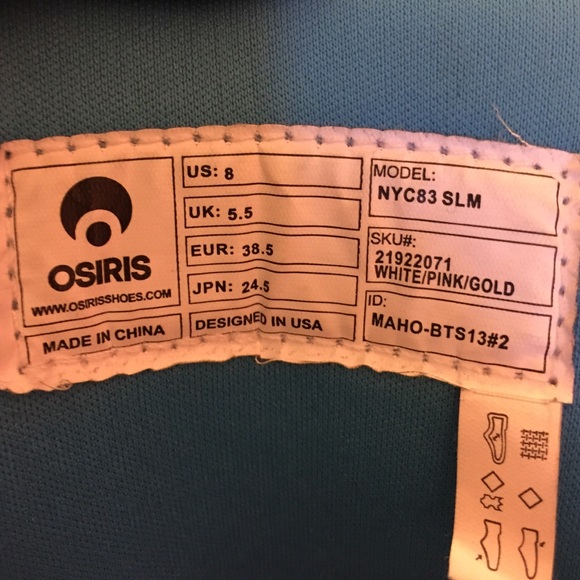 OSIRIS
WWW.OSIRISSHOES.COM
MADE IN CHINA
US: 8
UK: 5.5
EUR: 38.5
JPN: 24.5
DESIGNED IN USA
MODEL:
NYC83 SLM
SKU#:
21922071
WHITE/PINK/GOLD
ID:
MAHO-BTS13#2